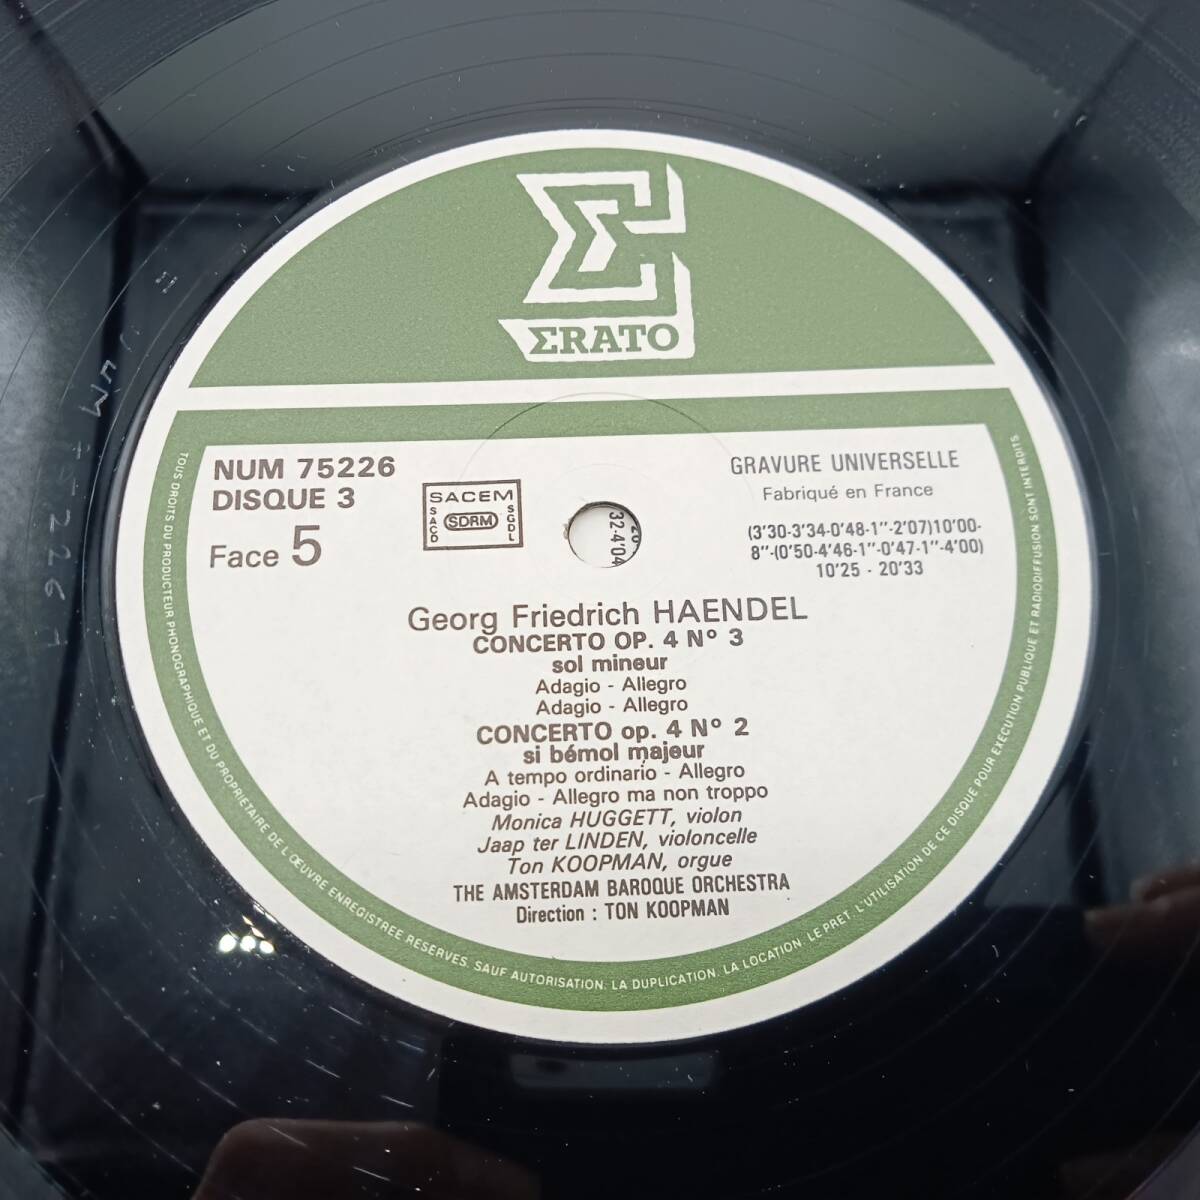 ΣRATO
NUM 75226
DISQUE 3
Face 5
SACEM
SACD
SDRM
SGDL
GRAVURE UNIVERSELLE
Fabriqué en France
(3'30-3'34-0'48-1"-2'07)10'00-
8"-(0'50-4'46-1"-0'47-1"-4'00)
10'25 - 20'33
32-4'04
Georg Friedrich HAENDEL
CONCERTO OP. 4 N° 3
sol mineur
Adagio - Allegro
Adagio - Allegro
CONCERTO op. 4 N° 2
si bémol majeur
A tempo ordinario - Allegro
Adagio - Allegro ma non troppo
Monica HUGGETT, violon
Jaap ter LINDEN, violoncelle
Ton KOOPMAN, orgue
THE AMSTERDAM BAROQUE ORCHESTRA
Direction : TON KOOPMAN
TOUS DROITS DU PRODUCTEUR PHONOGRAPHIQUE ET DU PROPRIETAIRE DE L'ŒUVRE ENREGISTREE RESERVES. SAUF AUTORISATION. LA DUPLICATION. LA LOCATION. LE PRET. L'UTILISATION DE CE DISQUE POUR EXECUTION PUBLIQUE ET RADIODIFFUSION SONT INTERDITS